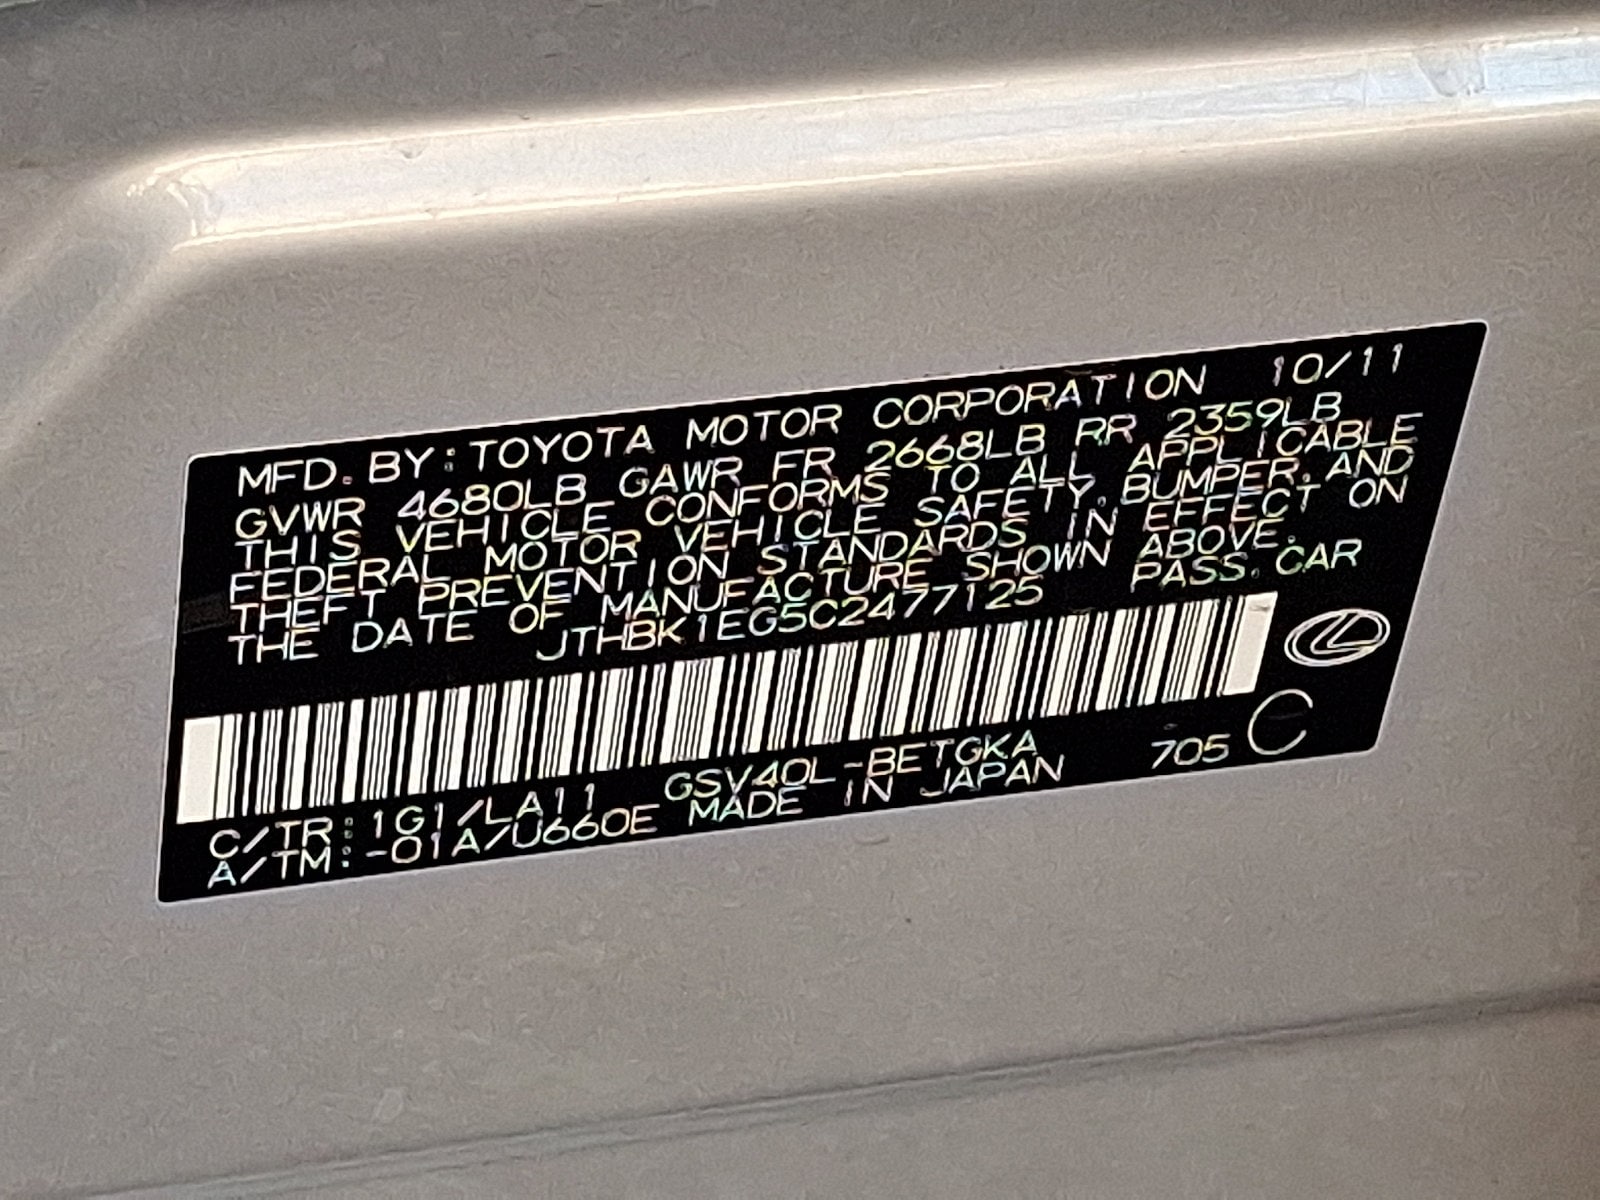 MFD. BY: TOYOTA MOTOR CORPORATION 10/11
GVWR 4680LB GAWR FR 2668LB RR 2359LB
THIS VEHICLE CONFORMS TO ALL APPLICABLE
FEDERAL MOTOR VEHICLE SAFETY, BUMPER, AND
THEFT PREVENTION STANDARDS IN EFFECT ON
THE DATE OF MANUFACTURE SHOWN ABOVE.
JTHBK1EG5C2477125 PASS. CAR
C/TR: 1G1/LA11 GSV40L-BETGKA 705 C
A/TM: -01A/U660E MADE IN JAPAN